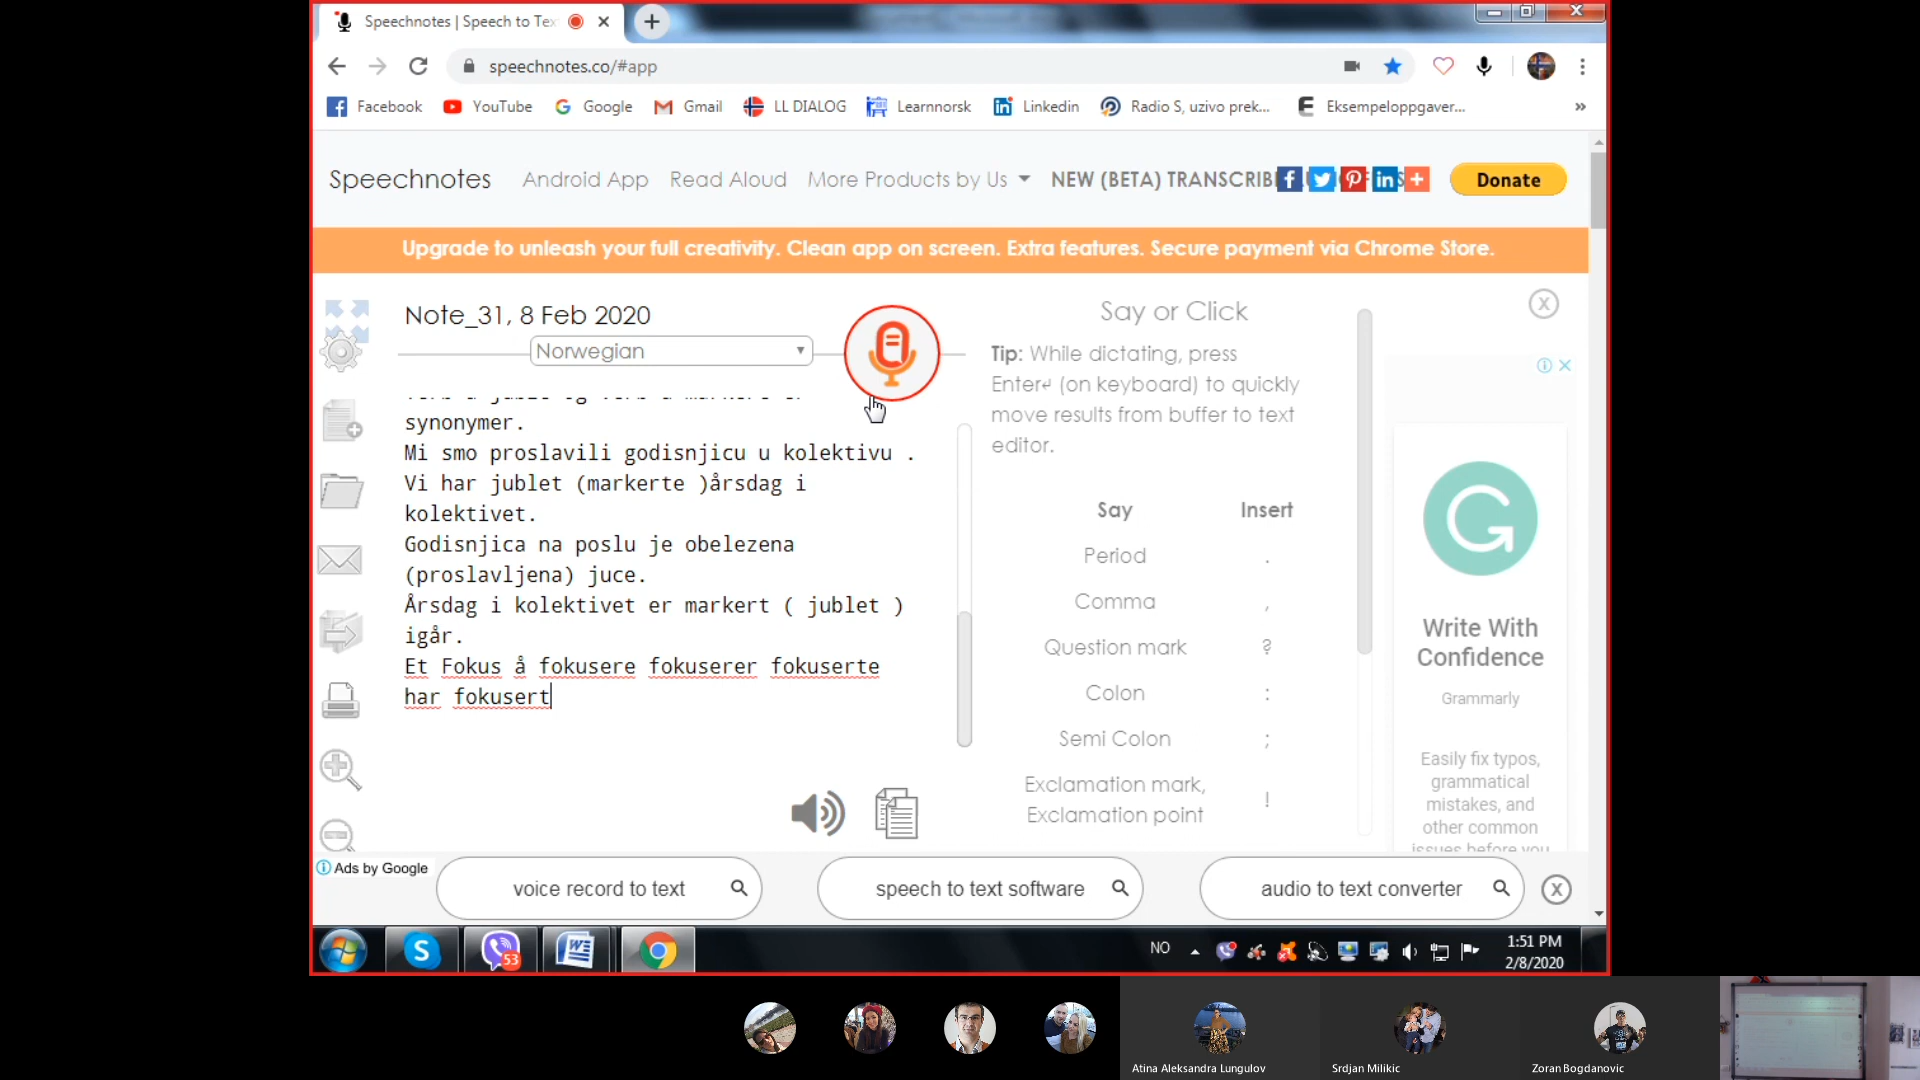 Speechnotes | Speech to Tex
speechnotes.co/#app
Facebook YouTube Google Gmail LL DIALOG Learnnorsk Linkedin Radio S, uzivo prek... Eksempeloppgaver... »
Speechnotes Android App Read Aloud More Products by Us NEW (BETA) TRANSCRIBE Donate
Upgrade to unleash your full creativity. Clean app on screen. Extra features. Secure payment via Chrome Store.
Note_31, 8 Feb 2020
Norwegian
synonymer.
Mi smo proslavili godisnjicu u kolektivu .
Vi har jublet (markerte )årsdag i
kolektivet.
Godisnjica na poslu je obelezena
(proslavljena) juce.
Årsdag i kolektivet er markert ( jublet )
igår.
Et Fokus å fokusere fokuserer fokuserte
har fokusert
Say or Click
Tip: While dictating, press
Enter↵ (on keyboard) to quickly
move results from buffer to text
editor.
Say Insert
Period .
Comma ,
Question mark ?
Colon :
Semi Colon ;
Exclamation mark,
Exclamation point !
Write With
Confidence
Grammarly
Easily fix typos,
grammatical
mistakes, and
other common
issues before you
Ads by Google
voice record to text
speech to text software
audio to text converter
53
NO
1:51 PM
2/8/2020
Atina Aleksandra Lungulov
Srdjan Milikic
Zoran Bogdanovic